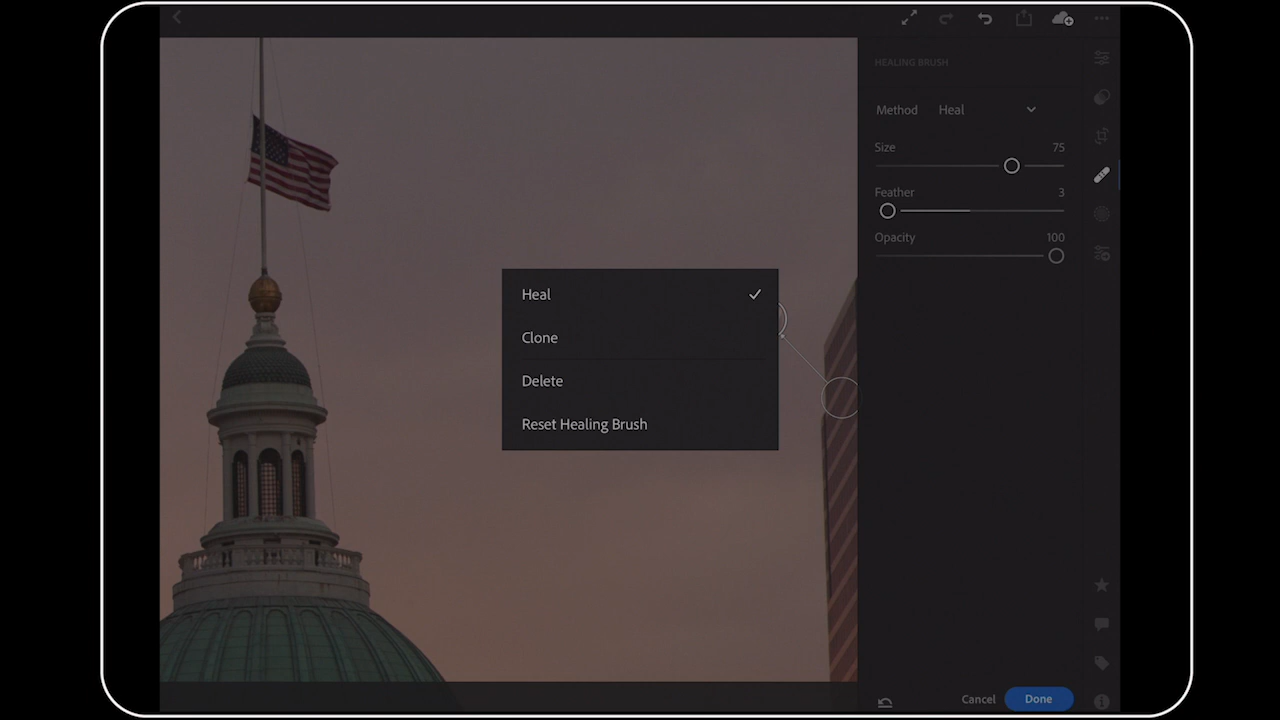 HEALING BRUSH
Method Heal
Size 75
Feather 3
Opacity 100
Heal
Clone
Delete
Reset Healing Brush
Cancel Done